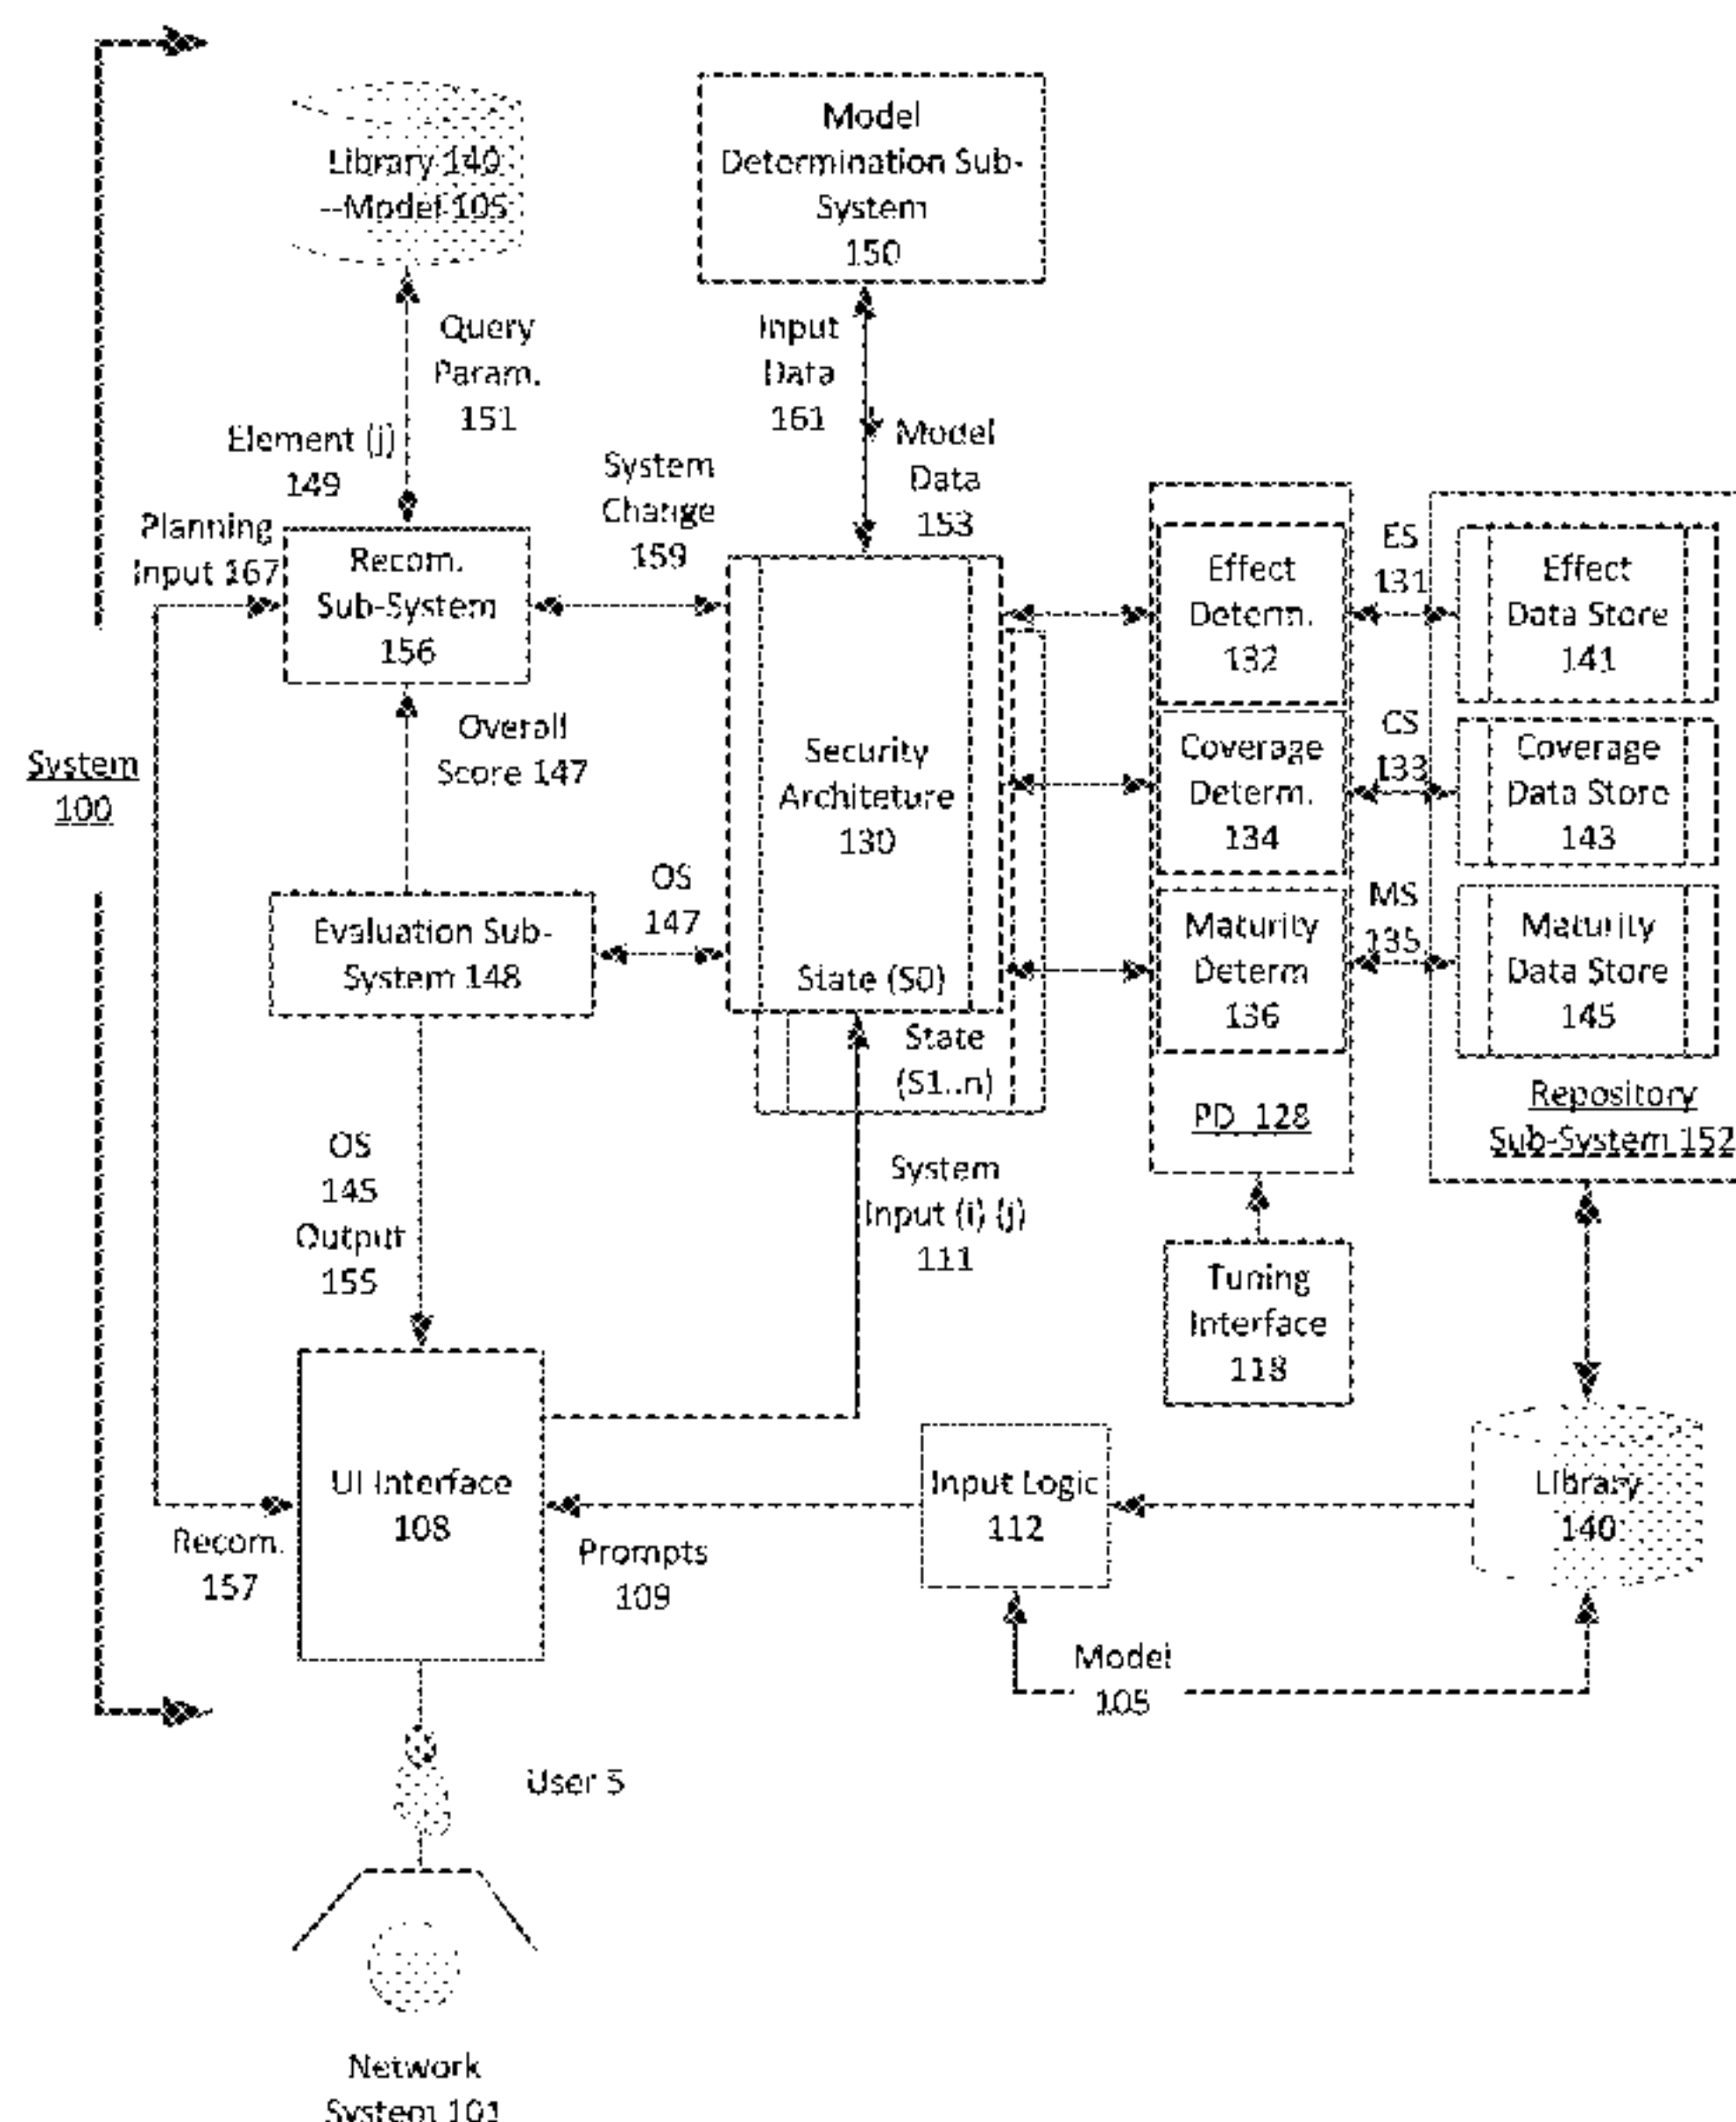 Library 140
--Model 105
Model
Determination Sub-
System
150
Query
Param.
151
Input
Data
161
Element (j)
149
Model
Data
153
System
Change
159
Planning
Input 167
Recom.
Sub-System
156
Effect
Determ.
132
ES
131
Effect
Data Store
141
Overall
Score 147
System
100
Security
Architeture
130
Coverage
Determ.
134
CS
133
Coverage
Data Store
143
OS
147
Evaluation Sub-
System 148
State (S0)
Maturity
Determ
136
MS
135
Maturity
Data Store
145
State
(S1..n)
PD 128
Repository
Sub-System 152
OS
145
Output
155
System
Input (i) (j)
111
Tuning
Interface
118
UI Interface
108
Input Logic
112
Library
140
Recom.
157
Prompts
109
Model
105
User 5
Network
System 101